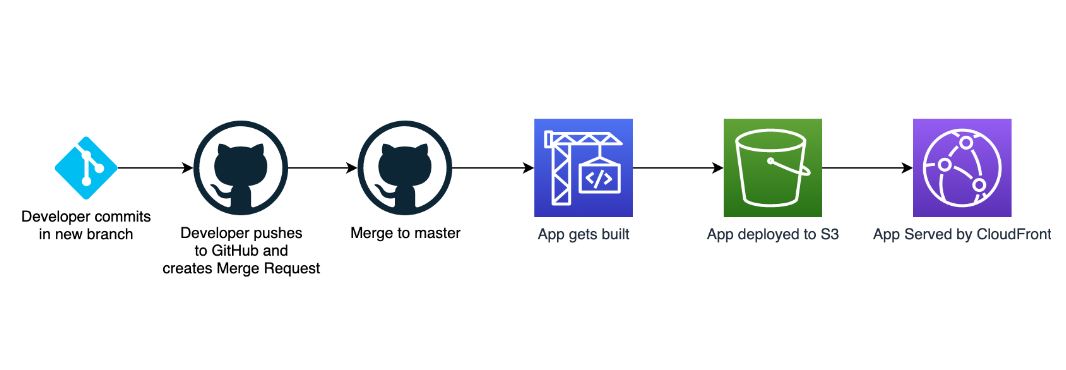 Developer commits
in new branch
Developer pushes
to GitHub and
creates Merge Request
Merge to master
</>
App gets built
App deployed to S3
App Served by CloudFront